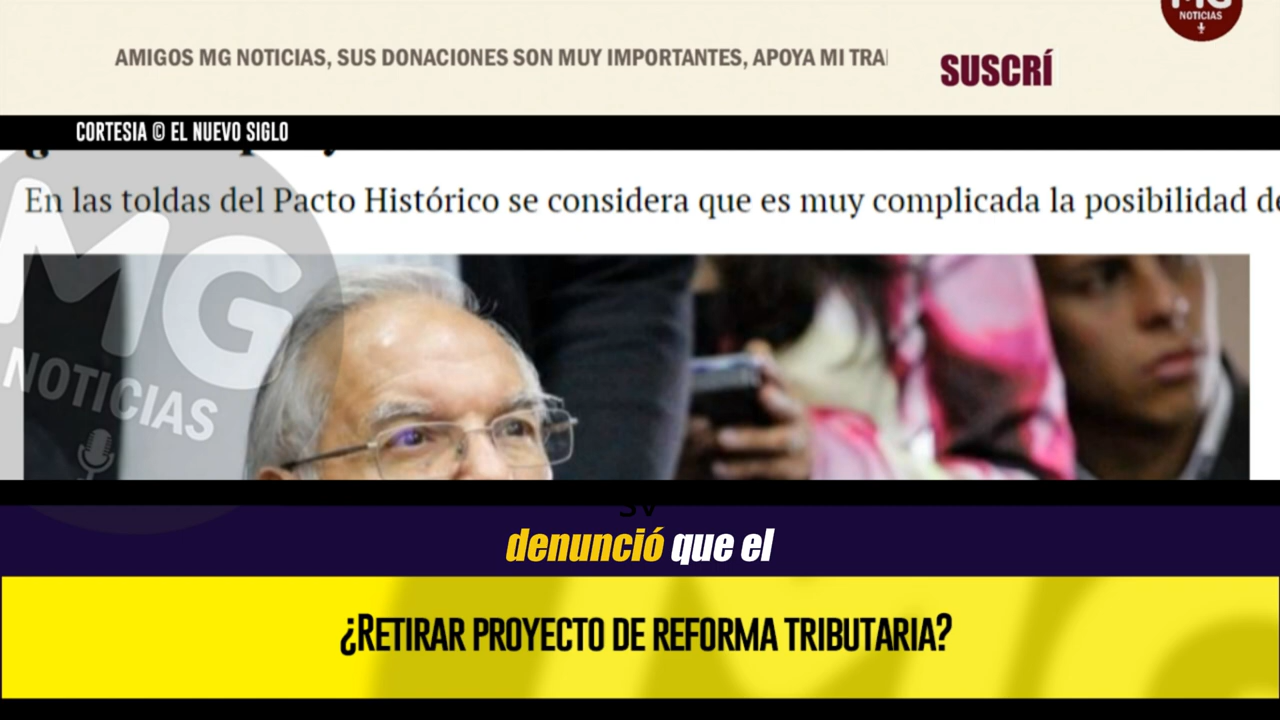 MG
NOTICIAS
AMIGOS MG NOTICIAS, SUS DONACIONES SON MUY IMPORTANTES, APOYA MI
SUSCRÍ
CORTESIA © EL NUEVO SIGLO
En las toldas del Pacto Histórico se considera que es muy complicada la posibilidad
MG
NOTICIAS
denunció que el
¿RETIRAR PROYECTO DE REFORMA TRIBUTARIA?